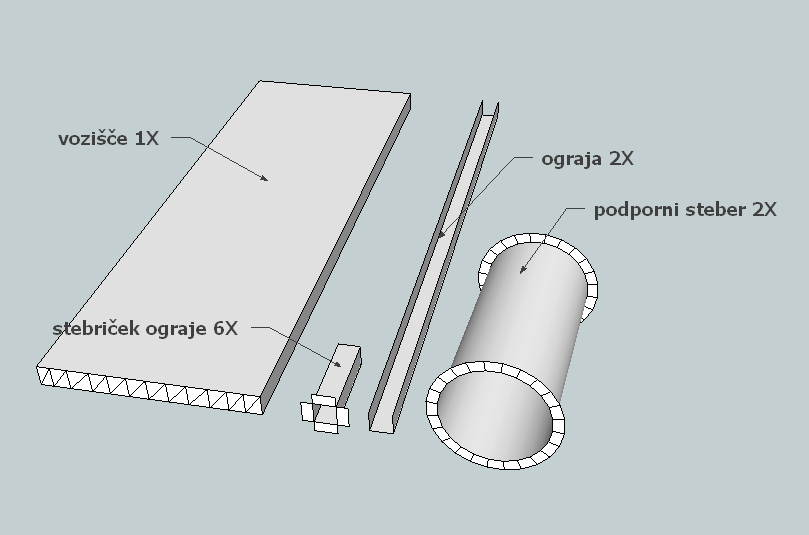 vozišče 1X
ograja 2X
podporni steber 2X
stebriček ograje 6X